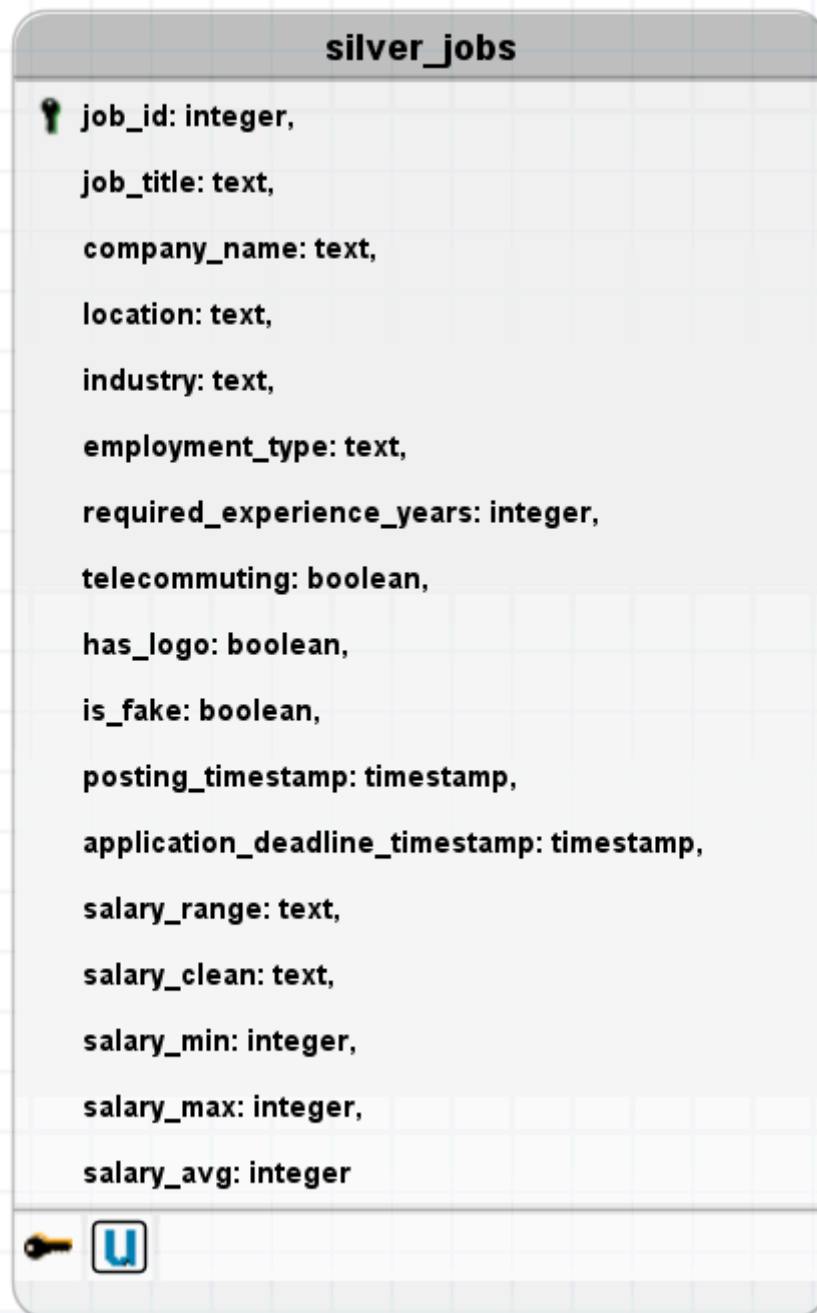 silver_jobs
job_id: integer,
job_title: text,
company_name: text,
location: text,
industry: text,
employment_type: text,
required_experience_years: integer,
telecommuting: boolean,
has_logo: boolean,
is_fake: boolean,
posting_timestamp: timestamp,
application_deadline_timestamp: timestamp,
salary_range: text,
salary_clean: text,
salary_min: integer,
salary_max: integer,
salary_avg: integer
U